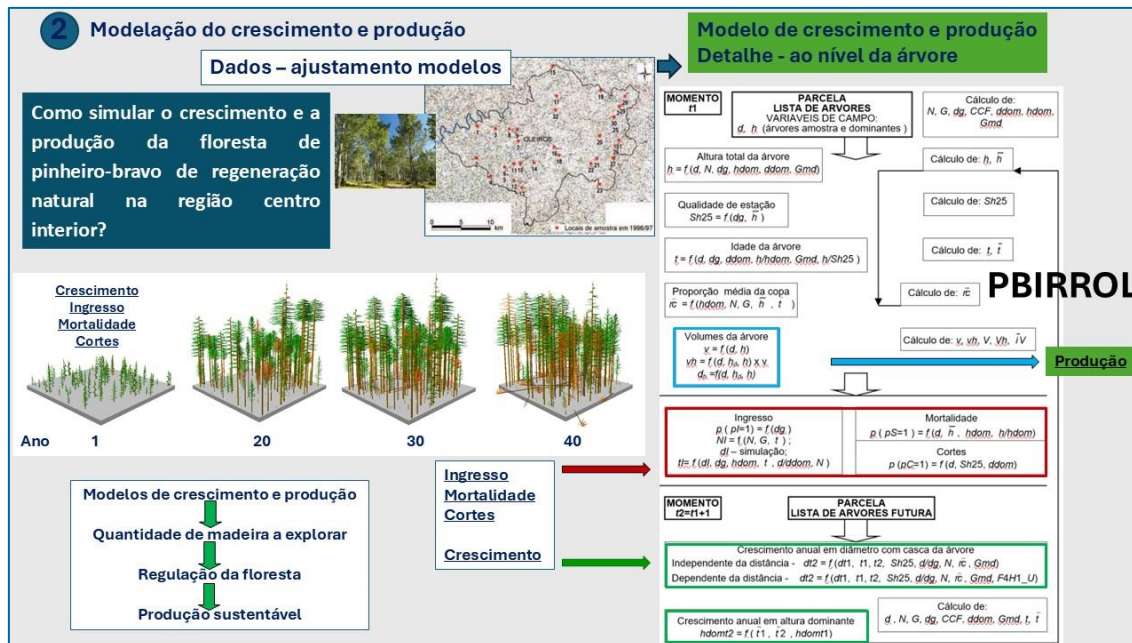 2 Modelação do crescimento e produção
Dados – ajustamento modelos
Como simular o crescimento e a
produção da floresta de
pinheiro-bravo de regeneração
natural na região centro
interior?
OLEIROS
0 5 10
km
Locais de amostra em 1996/97
Crescimento
Ingresso
Mortalidade
Cortes
Ano 1 20 30 40
Modelos de crescimento e produção
Quantidade de madeira a explorar
Regulação da floresta
Produção sustentável
Ingresso
Mortalidade
Cortes
Crescimento
Modelo de crescimento e produção
Detalhe - ao nível da árvore
MOMENTO
t1
PARCELA
LISTA DE ARVORES
VARIAVEIS DE CAMPO:
d, h (árvores amostra e dominantes )
Cálculo de:
N, G, dg, CCF, ddom, hdom,
Gmd
Altura total da árvore
h = f(d, N, dg, hdom, ddom, Gmd)
Cálculo de: h, h̅
Qualidade de estação
Sh25 = f(dg, h̅)
Cálculo de: Sh25
Idade da árvore
t = f(d, dg, ddom, h/hdom, Gmd, h/Sh25 )
Cálculo de: t, t̅
Proporção média da copa
r̅c̅ = f(hdom, N, G, h̅ , t )
Cálculo de: r̅c̅
PBIRROL
Volumes da árvore
v = f(d, h)
vh = f(d, hd, h) x v
dh =f(d, hd, h)
Cálculo de: v, vh, V, Vh, i̅V
Produção
Ingresso
p ( pI=1) = f(dg )
NI = f(N, G, t ) ;
dI – simulação;
tI= f(dI, dg, hdom, t , d/ddom, N )
Mortalidade
p ( pS=1 ) = f(d, h̅ , hdom, h/hdom)
Cortes
p (pC=1) = f(d, Sh25, ddom)
MOMENTO
t2=t1+1
PARCELA
LISTA DE ARVORES FUTURA
Crescimento anual em diâmetro com casca da árvore
Independente da distância - dt2 = f(dt1, t1, t2, Sh25, d/dg, N, r̅c̅ , Gmd)
Dependente da distância - dt2 = f(dt1, t1, t2, Sh25, d/dg, N, r̅c̅ , Gmd, F4H1_U)
Crescimento anual em altura dominante
hdomt2 = f( t1 , t2 , hdomt1)
Cálculo de:
d , N, G, dg, CCF, ddom, Gmd, t, t̅